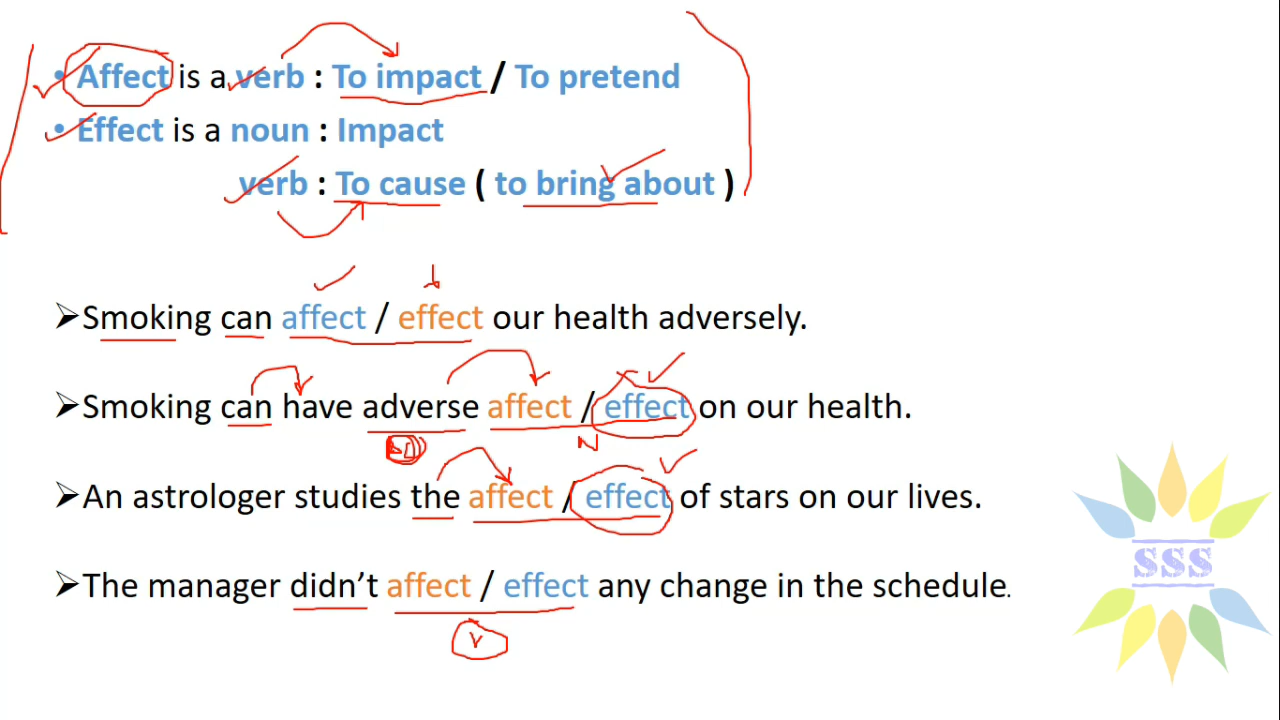 • Affect is a verb : To impact / To pretend
• Effect is a noun : Impact
verb : To cause ( to bring about )
➢Smoking can affect / effect our health adversely.
➢Smoking can have adverse affect / effect on our health.
N
➢An astrologer studies the affect / effect of stars on our lives.
➢The manager didn’t affect / effect any change in the schedule.
V
SSS